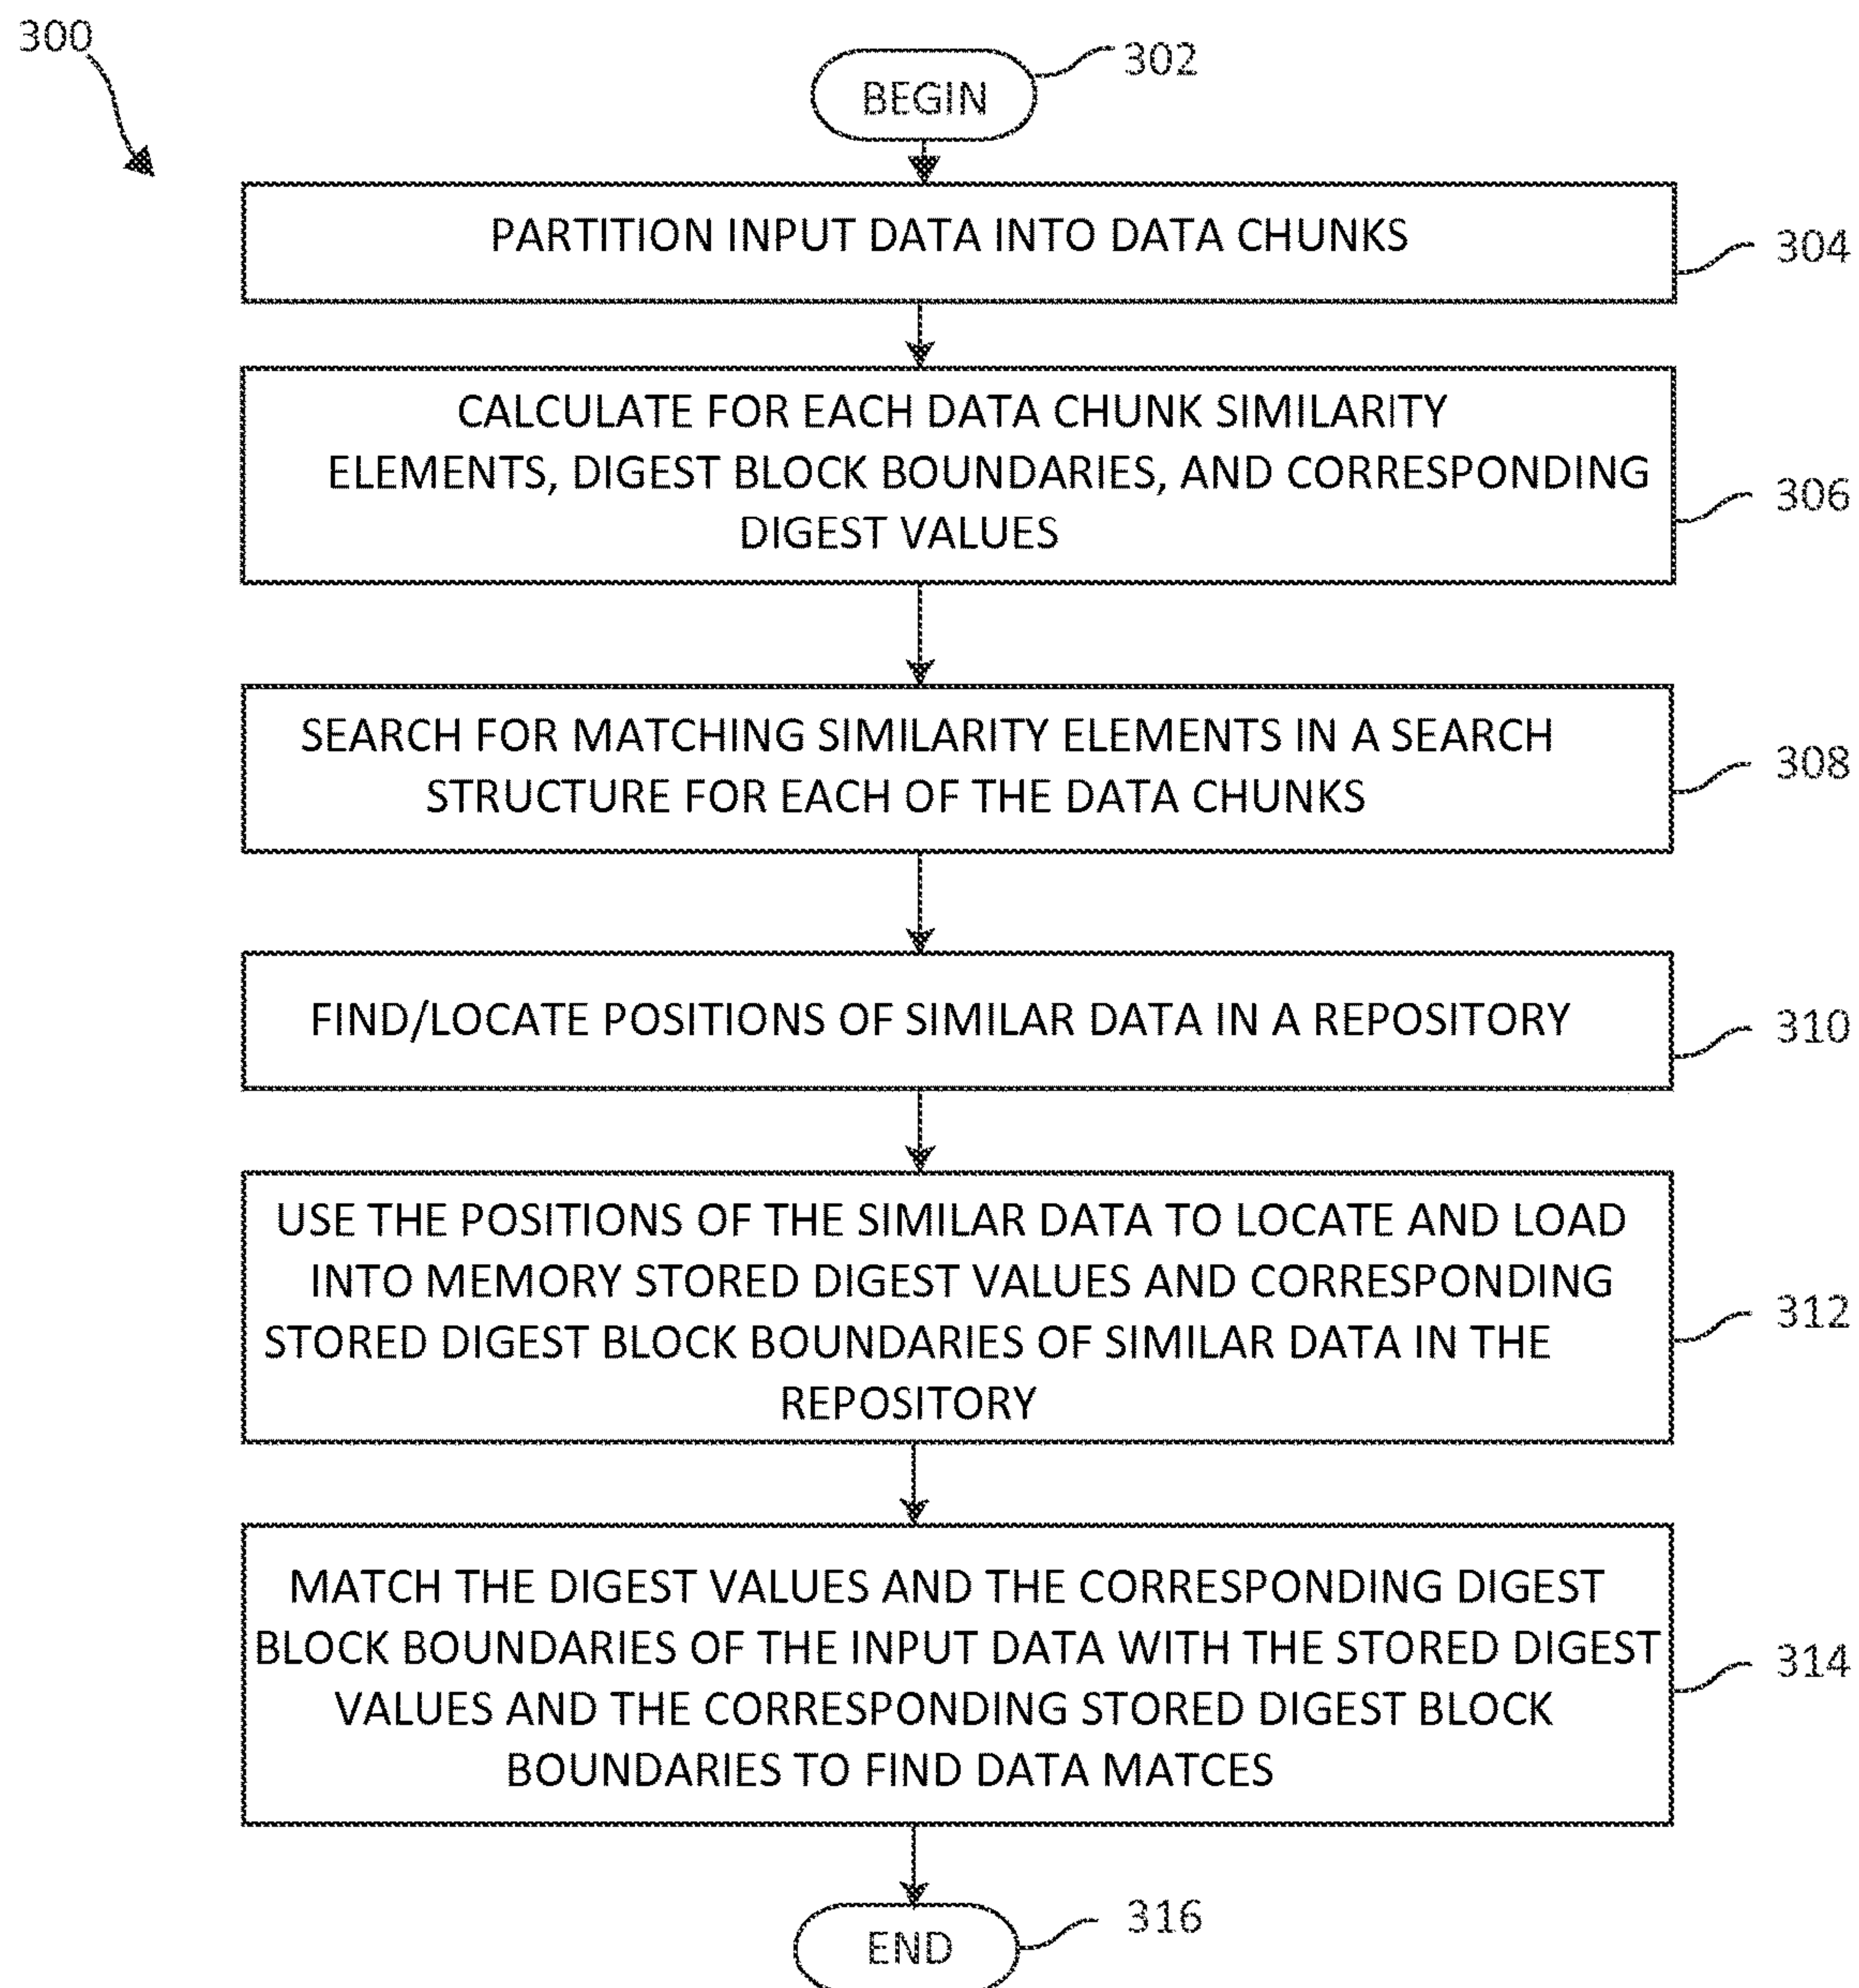 300
302
BEGIN
PARTITION INPUT DATA INTO DATA CHUNKS
304
CALCULATE FOR EACH DATA CHUNK SIMILARITY
ELEMENTS, DIGEST BLOCK BOUNDARIES, AND CORRESPONDING
DIGEST VALUES
306
SEARCH FOR MATCHING SIMILARITY ELEMENTS IN A SEARCH
STRUCTURE FOR EACH OF THE DATA CHUNKS
308
FIND/LOCATE POSITIONS OF SIMILAR DATA IN A REPOSITORY
310
USE THE POSITIONS OF THE SIMILAR DATA TO LOCATE AND LOAD
INTO MEMORY STORED DIGEST VALUES AND CORRESPONDING
STORED DIGEST BLOCK BOUNDARIES OF SIMILAR DATA IN THE
REPOSITORY
312
MATCH THE DIGEST VALUES AND THE CORRESPONDING DIGEST
BLOCK BOUNDARIES OF THE INPUT DATA WITH THE STORED DIGEST
VALUES AND THE CORRESPONDING STORED DIGEST BLOCK
BOUNDARIES TO FIND DATA MATCES
314
316
END